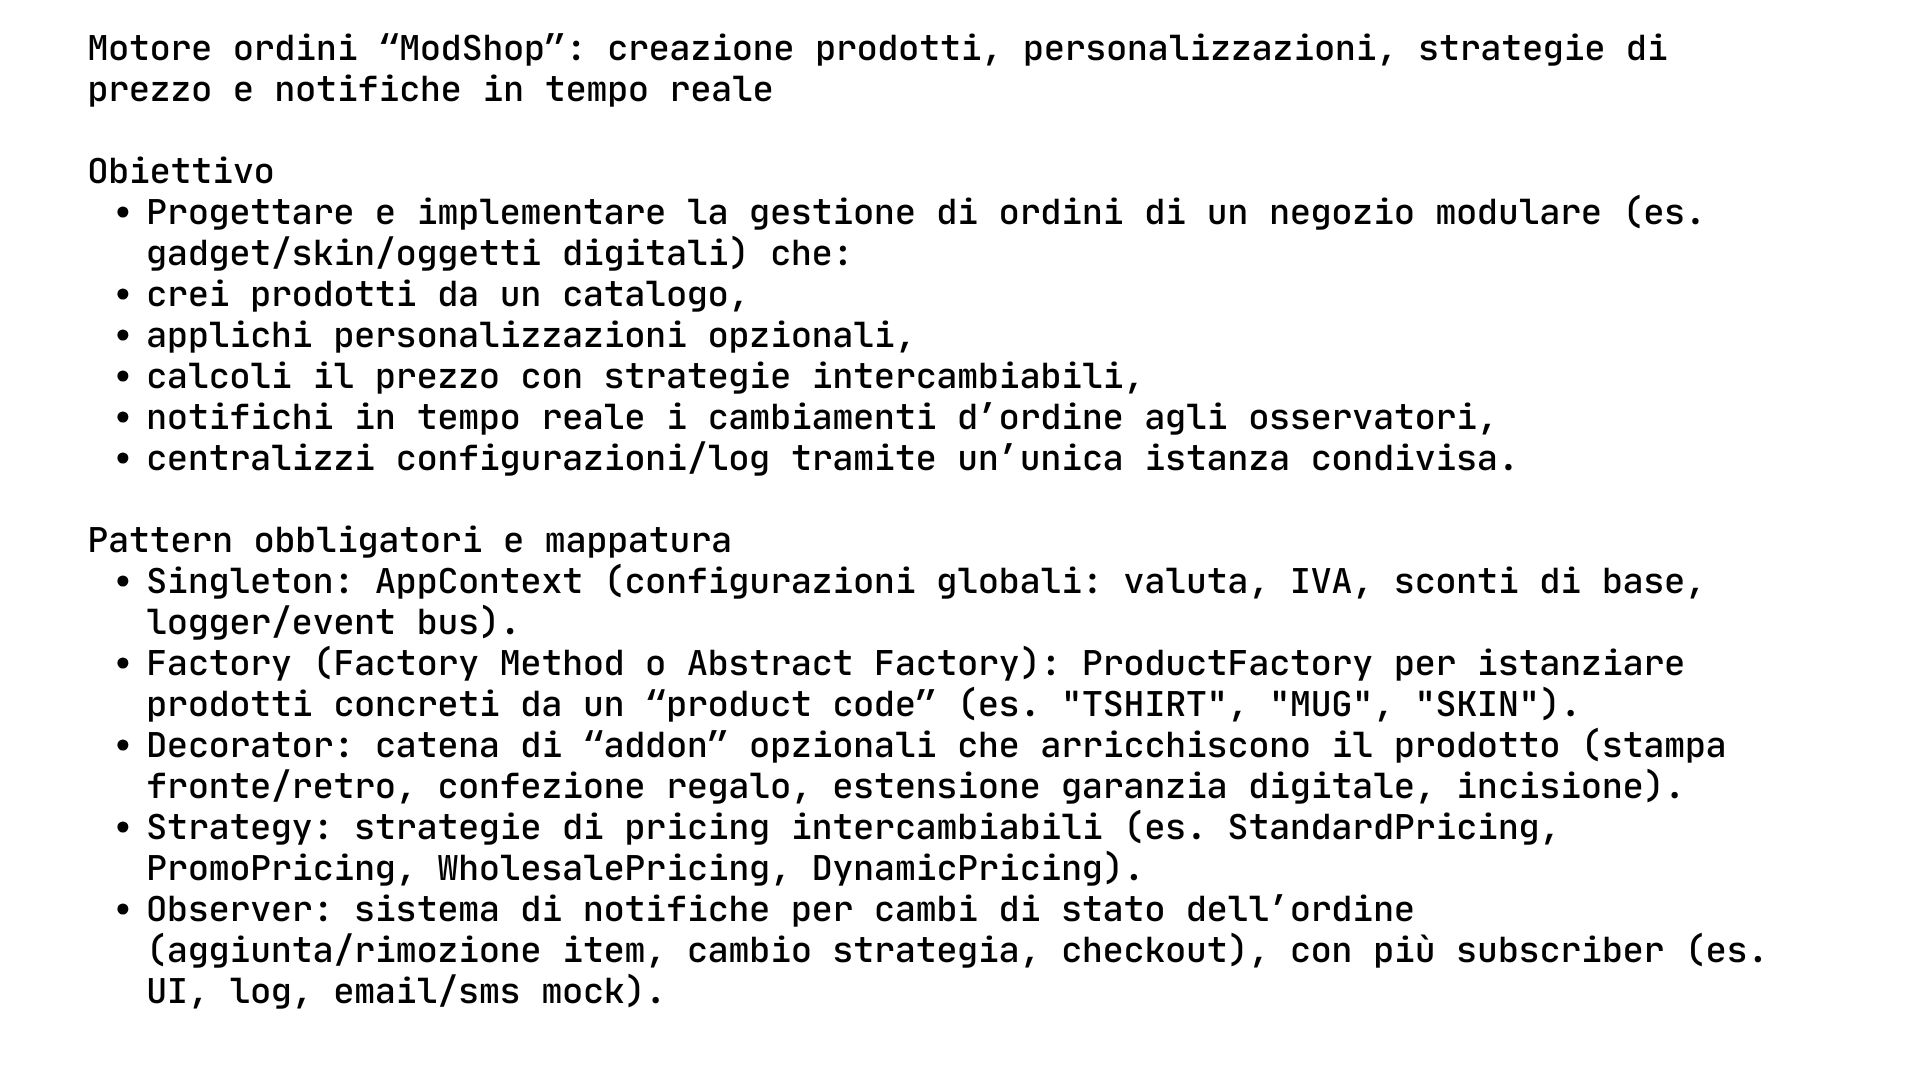 Motore ordini “ModShop”: creazione prodotti, personalizzazioni, strategie di
prezzo e notifiche in tempo reale
Obiettivo
• Progettare e implementare la gestione di ordini di un negozio modulare (es.
gadget/skin/oggetti digitali) che:
• crei prodotti da un catalogo,
• applichi personalizzazioni opzionali,
• calcoli il prezzo con strategie intercambiabili,
• notifichi in tempo reale i cambiamenti d’ordine agli osservatori,
• centralizzi configurazioni/log tramite un’unica istanza condivisa.
Pattern obbligatori e mappatura
• Singleton: AppContext (configurazioni globali: valuta, IVA, sconti di base,
logger/event bus).
• Factory (Factory Method o Abstract Factory): ProductFactory per istanziare
prodotti concreti da un “product code” (es. "TSHIRT", "MUG", "SKIN").
• Decorator: catena di “addon” opzionali che arricchiscono il prodotto (stampa
fronte/retro, confezione regalo, estensione garanzia digitale, incisione).
• Strategy: strategie di pricing intercambiabili (es. StandardPricing,
PromoPricing, WholesalePricing, DynamicPricing).
• Observer: sistema di notifiche per cambi di stato dell’ordine
(aggiunta/rimozione item, cambio strategia, checkout), con più subscriber (es.
UI, log, email/sms mock).